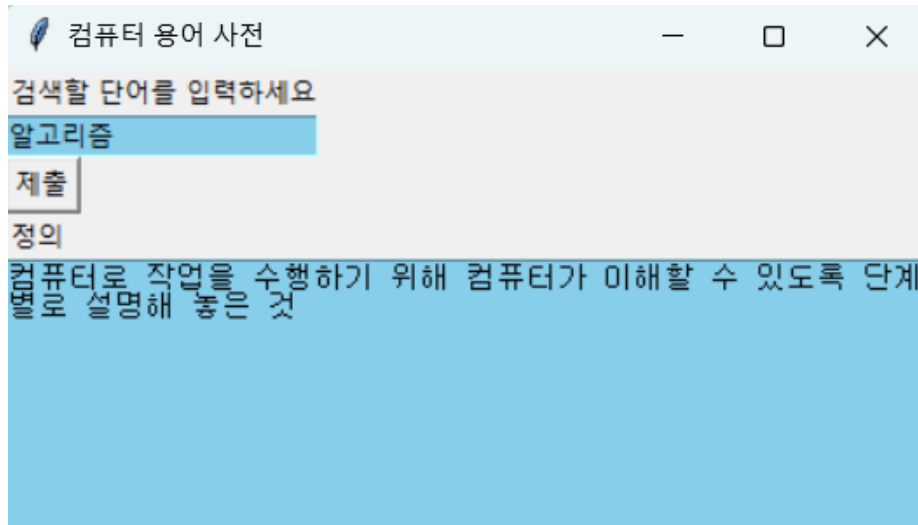 컴퓨터 용어 사전
검색할 단어를 입력하세요
알고리즘
제출
정의
컴퓨터로 작업을 수행하기 위해 컴퓨터가 이해할 수 있도록 단계
별로 설명해 놓은 것